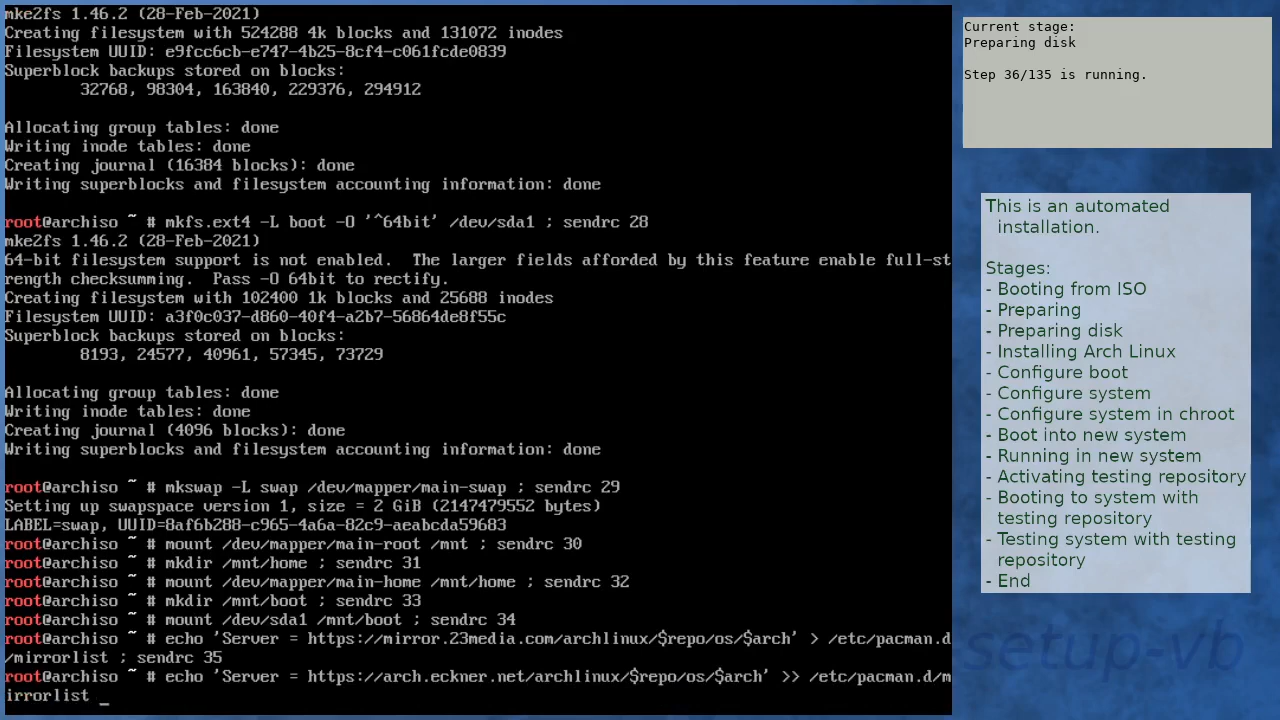 mke2fs 1.46.2 (28-Feb-2021)
Creating filesystem with 524288 4k blocks and 131072 inodes
Filesystem UUID: e9fcc6cb-e747-4b25-8cf4-c061fcde0839
Superblock backups stored on blocks:
        32768, 98304, 163840, 229376, 294912
Allocating group tables: done
Writing inode tables: done
Creating journal (16384 blocks): done
Writing superblocks and filesystem accounting information: done
root@archiso ~ # mkfs.ext4 -L boot -O '^64bit' /dev/sda1 ; sendrc 28
mke2fs 1.46.2 (28-Feb-2021)
64-bit filesystem support is not enabled.  The larger fields afforded by this feature enable full-st
rength checksumming.  Pass -O 64bit to rectify.
Creating filesystem with 102400 1k blocks and 25688 inodes
Filesystem UUID: a3f0c037-d860-40f4-a2b7-56864de8f55c
Superblock backups stored on blocks:
        8193, 24577, 40961, 57345, 73729
Allocating group tables: done
Writing inode tables: done
Creating journal (4096 blocks): done
Writing superblocks and filesystem accounting information: done
root@archiso ~ # mkswap -L swap /dev/mapper/main-swap ; sendrc 29
Setting up swapspace version 1, size = 2 GiB (2147479552 bytes)
LABEL=swap, UUID=8af6b288-c965-4a6a-82c9-aeabcda59683
root@archiso ~ # mount /dev/mapper/main-root /mnt ; sendrc 30
root@archiso ~ # mkdir /mnt/home ; sendrc 31
root@archiso ~ # mount /dev/mapper/main-home /mnt/home ; sendrc 32
root@archiso ~ # mkdir /mnt/boot ; sendrc 33
root@archiso ~ # mount /dev/sda1 /mnt/boot ; sendrc 34
root@archiso ~ # echo 'Server = https://mirror.23media.com/archlinux/$repo/os/$arch' > /etc/pacman.d
/mirrorlist ; sendrc 35
root@archiso ~ # echo 'Server = https://arch.eckner.net/archlinux/$repo/os/$arch' >> /etc/pacman.d/m
irrorlist _
Current stage:
Preparing disk
Step 36/135 is running.
This is an automated
installation.
Stages:
- Booting from ISO
- Preparing
- Preparing disk
- Installing Arch Linux
- Configure boot
- Configure system
- Configure system in chroot
- Boot into new system
- Running in new system
- Activating testing repository
- Booting to system with
testing repository
- Testing system with testing
repository
- End
setup-vb